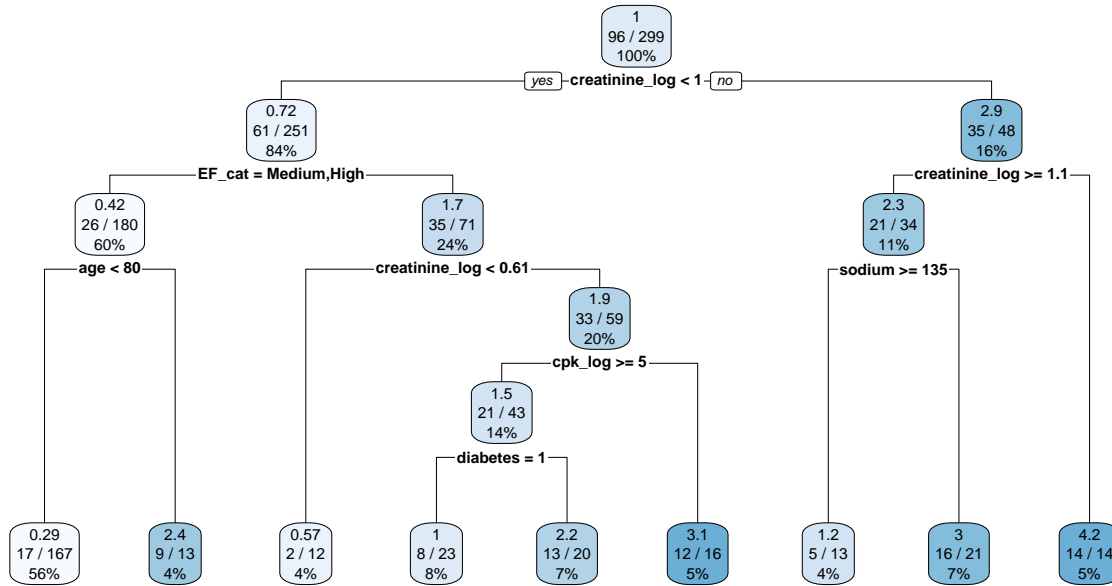 1
96 / 299
100%
yes creatinine_log < 1 no
0.72
61 / 251
84%
2.9
35 / 48
16%
EF_cat = Medium,High
creatinine_log >= 1.1
0.42
26 / 180
60%
1.7
35 / 71
24%
2.3
21 / 34
11%
age < 80
creatinine_log < 0.61
sodium >= 135
1.9
33 / 59
20%
cpk_log >= 5
1.5
21 / 43
14%
diabetes = 1
0.29
17 / 167
56%
2.4
9 / 13
4%
0.57
2 / 12
4%
1
8 / 23
8%
2.2
13 / 20
7%
3.1
12 / 16
5%
1.2
5 / 13
4%
3
16 / 21
7%
4.2
14 / 14
5%